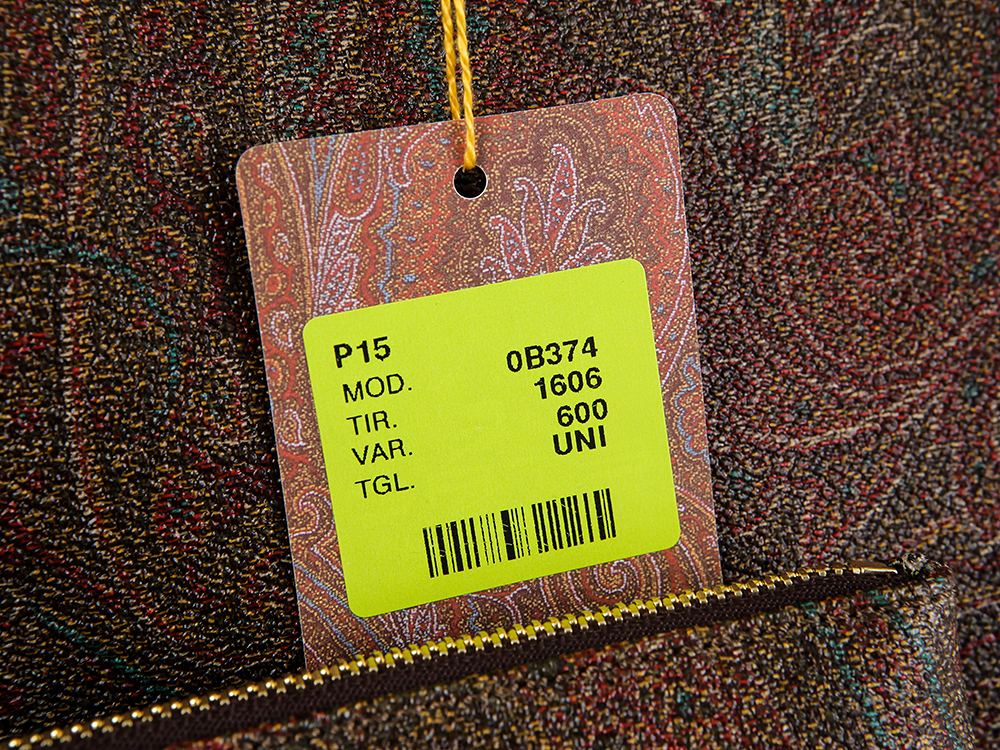 P15
MOD. 0B374
TIR. 1606
VAR. 600
TGL. UNI